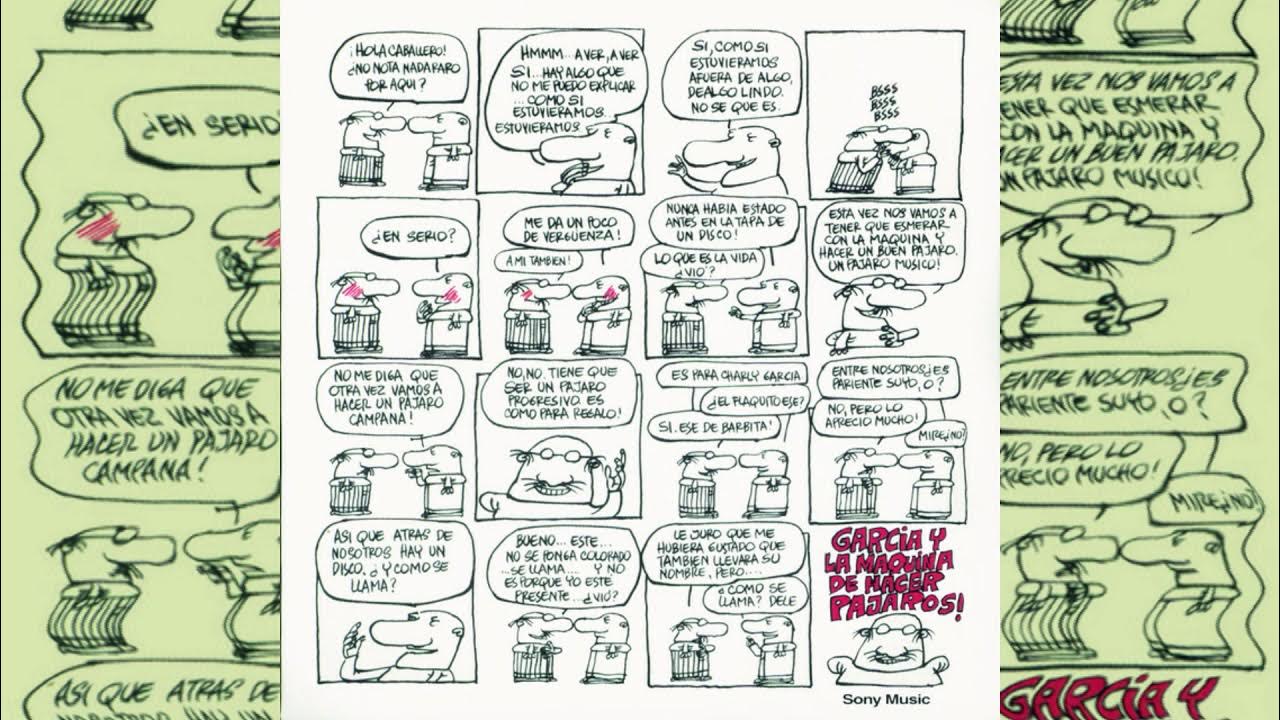 ¡HOLA CABALLERO!
¿NO NOTA NADA RARO
POR AQUI?
HMMM...A VER, AVER
SI...HAY ALGO QUE
NO ME PUEDO EXPLICAR
...COMO SI
ESTUVIERAMOS...
ESTUVIERAMOS...
SI, COMO SI
ESTUVIERAMOS
AFUERA DE ALGO,
DE ALGO LINDO.
NO SE QUE ES.
BSSS
BSSS
BSSS
¿EN SERIO?
ME DA UN POCO
DE VERGUENZA!
A MI TAMBIEN!
NUNCA HABIA ESTADO
ANTES EN LA TAPA DE
UN DISCO!
LO QUE ES LA VIDA
¿VIO?
ESTA VEZ NOS VAMOS A
TENER QUE ESMERAR
CON LA MAQUINA Y
HACER UN BUEN PAJARO.
UN PAJARO MUSICO!
NO ME DIGA QUE
OTRA VEZ VAMOS A
HACER UN PAJARO
CAMPANA!
NO, NO. TIENE QUE
SER UN PAJARO
PROGRESIVO. ES
COMO PARA REGALO!
ES PARA CHARLY GARCIA
¿EL FLAQUITO ESE?
SI. ESE DE BARBITA!
ENTRE NOSOTROS ¿ES
PARIENTE SUYO, O?
NO, PERO LO
APRECIO MUCHO!
MIRE ¿NO?
ASI QUE ATRAS DE
NOSOTROS HAY UN
DISCO. ¿Y COMO SE
LLAMA?
BUENO... ESTE...
NO SE PONGA COLORADO
...SE LLAMA.... Y NO
ES PORQUE YO ESTE
PRESENTE...¿VIO?
LE JURO QUE ME
HUBIERA GUSTADO QUE
TAMBIEN LLEVARA SU
NOMBRE, PERO....
¿COMO SE
LLAMA? DELE
GARCIA Y
LA MAQUINA
DE HACER
PAJAROS!
Sony Music
¿EN SERIO
NO ME DIGA QUE
OTRA VEZ VAMOS A
HACER UN PAJARO
CAMPANA!
ASI QUE ATRAS DE
ESTA VEZ NOS VAMOS A
TENER QUE ESMERAR
CON LA MAQUINA Y
ACER UN BUEN PAJARO.
UN PAJARO MUSICO!
ENTRE NOSOTROS ¿ES
PARIENTE SUYO, O?
NO, PERO LO
PRECIO MUCHO!
MIRE ¿NO?
GARCIA Y